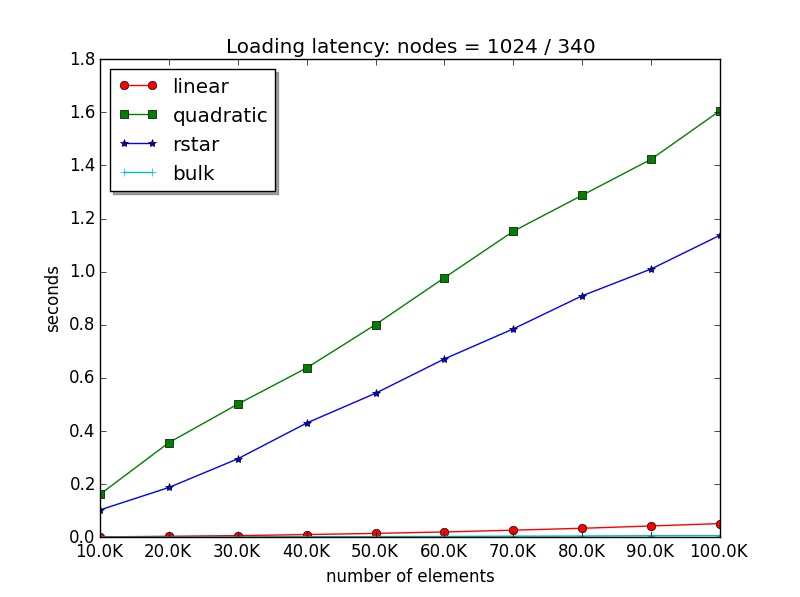 Loading latency: nodes = 1024 / 340
1.8
1.6
1.4
1.2
1.0
0.8
0.6
0.4
0.2
0.0
seconds
linear
quadratic
rstar
bulk
10.0K 20.0K 30.0K 40.0K 50.0K 60.0K 70.0K 80.0K 90.0K 100.0K
number of elements